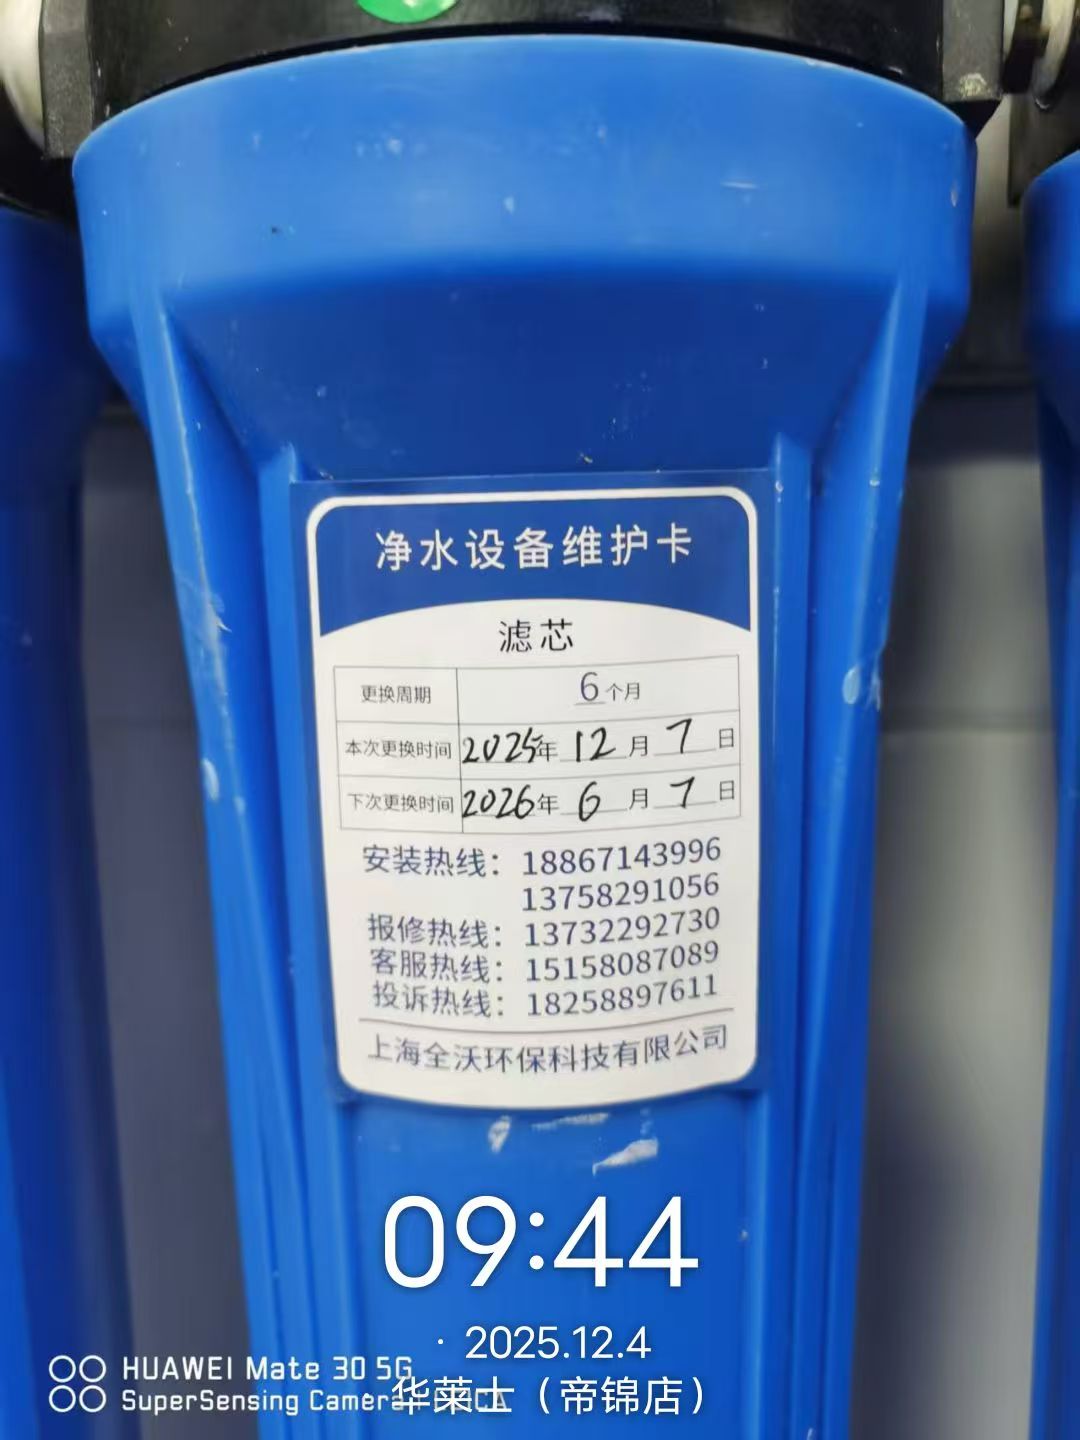 净水设备维护卡
滤芯
更换周期 6个月
本次更换时间 2025年12月7日
下次更换时间 2026年6月7日
安装热线：18867143996
13758291056
报修热线：13732292730
客服热线：15158087089
投诉热线：18258897611
上海全沃环保科技有限公司
09:44
· 2025.12.4
HUAWEI Mate 30 5G
SuperSensing Camera
华莱士（帝锦店）